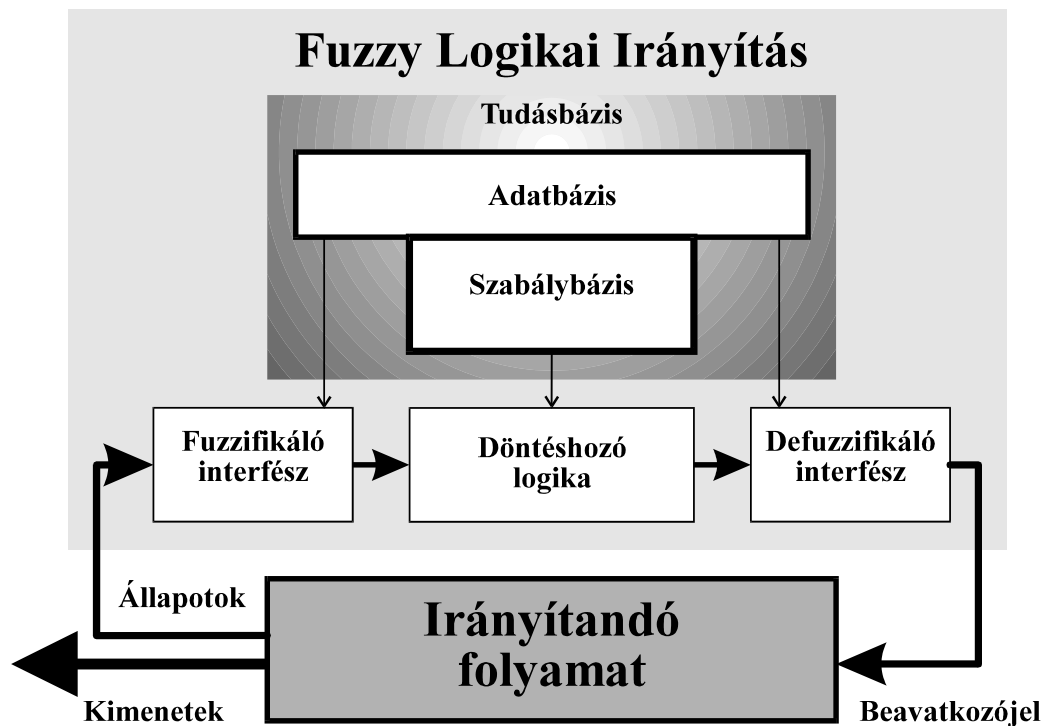 Fuzzy Logikai Irányítás
Tudásbázis
Adatbázis
Szabálybázis
Fuzzifikáló
interfész
Döntéshozó
logika
Defuzzifikáló
interfész
Állapotok
Irányítandó
folyamat
Kimenetek
Beavatkozójel